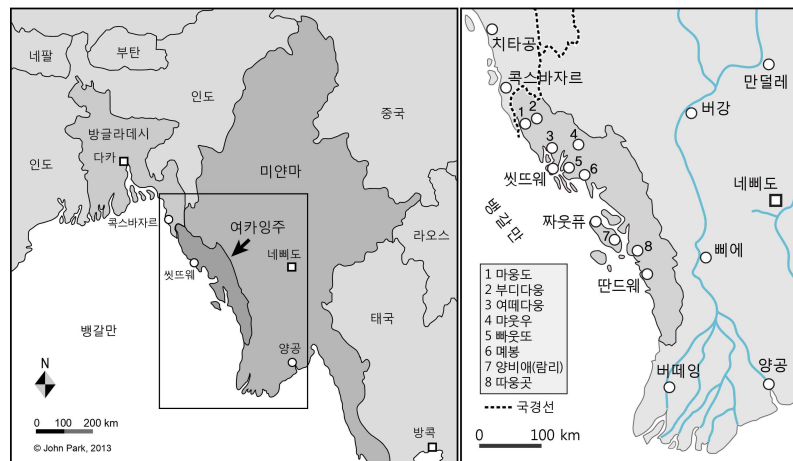 네팔
부탄
인도
중국
방글라데시
인도
다카
미얀마
콕스바자르
여카잉주
라오스
씻뜨웨
네삐도
태국
뱅갈만
양공
N
0 100 200 km
방콕
© John Park, 2013
치타공
만덜레
콕스바자르
버강
1
2
3
4
5
6
씻뜨웨
네삐도
뱅갈만
짜웃퓨
7
8
삐에
딴드웨
1 마웅도
2 부디다웅
3 여떼다웅
4 먀웃우
5 빠웃또
6 몌봉
7 양비애(람리)
8 따웅곳
버떼잉
양공
국경선
0 100 km